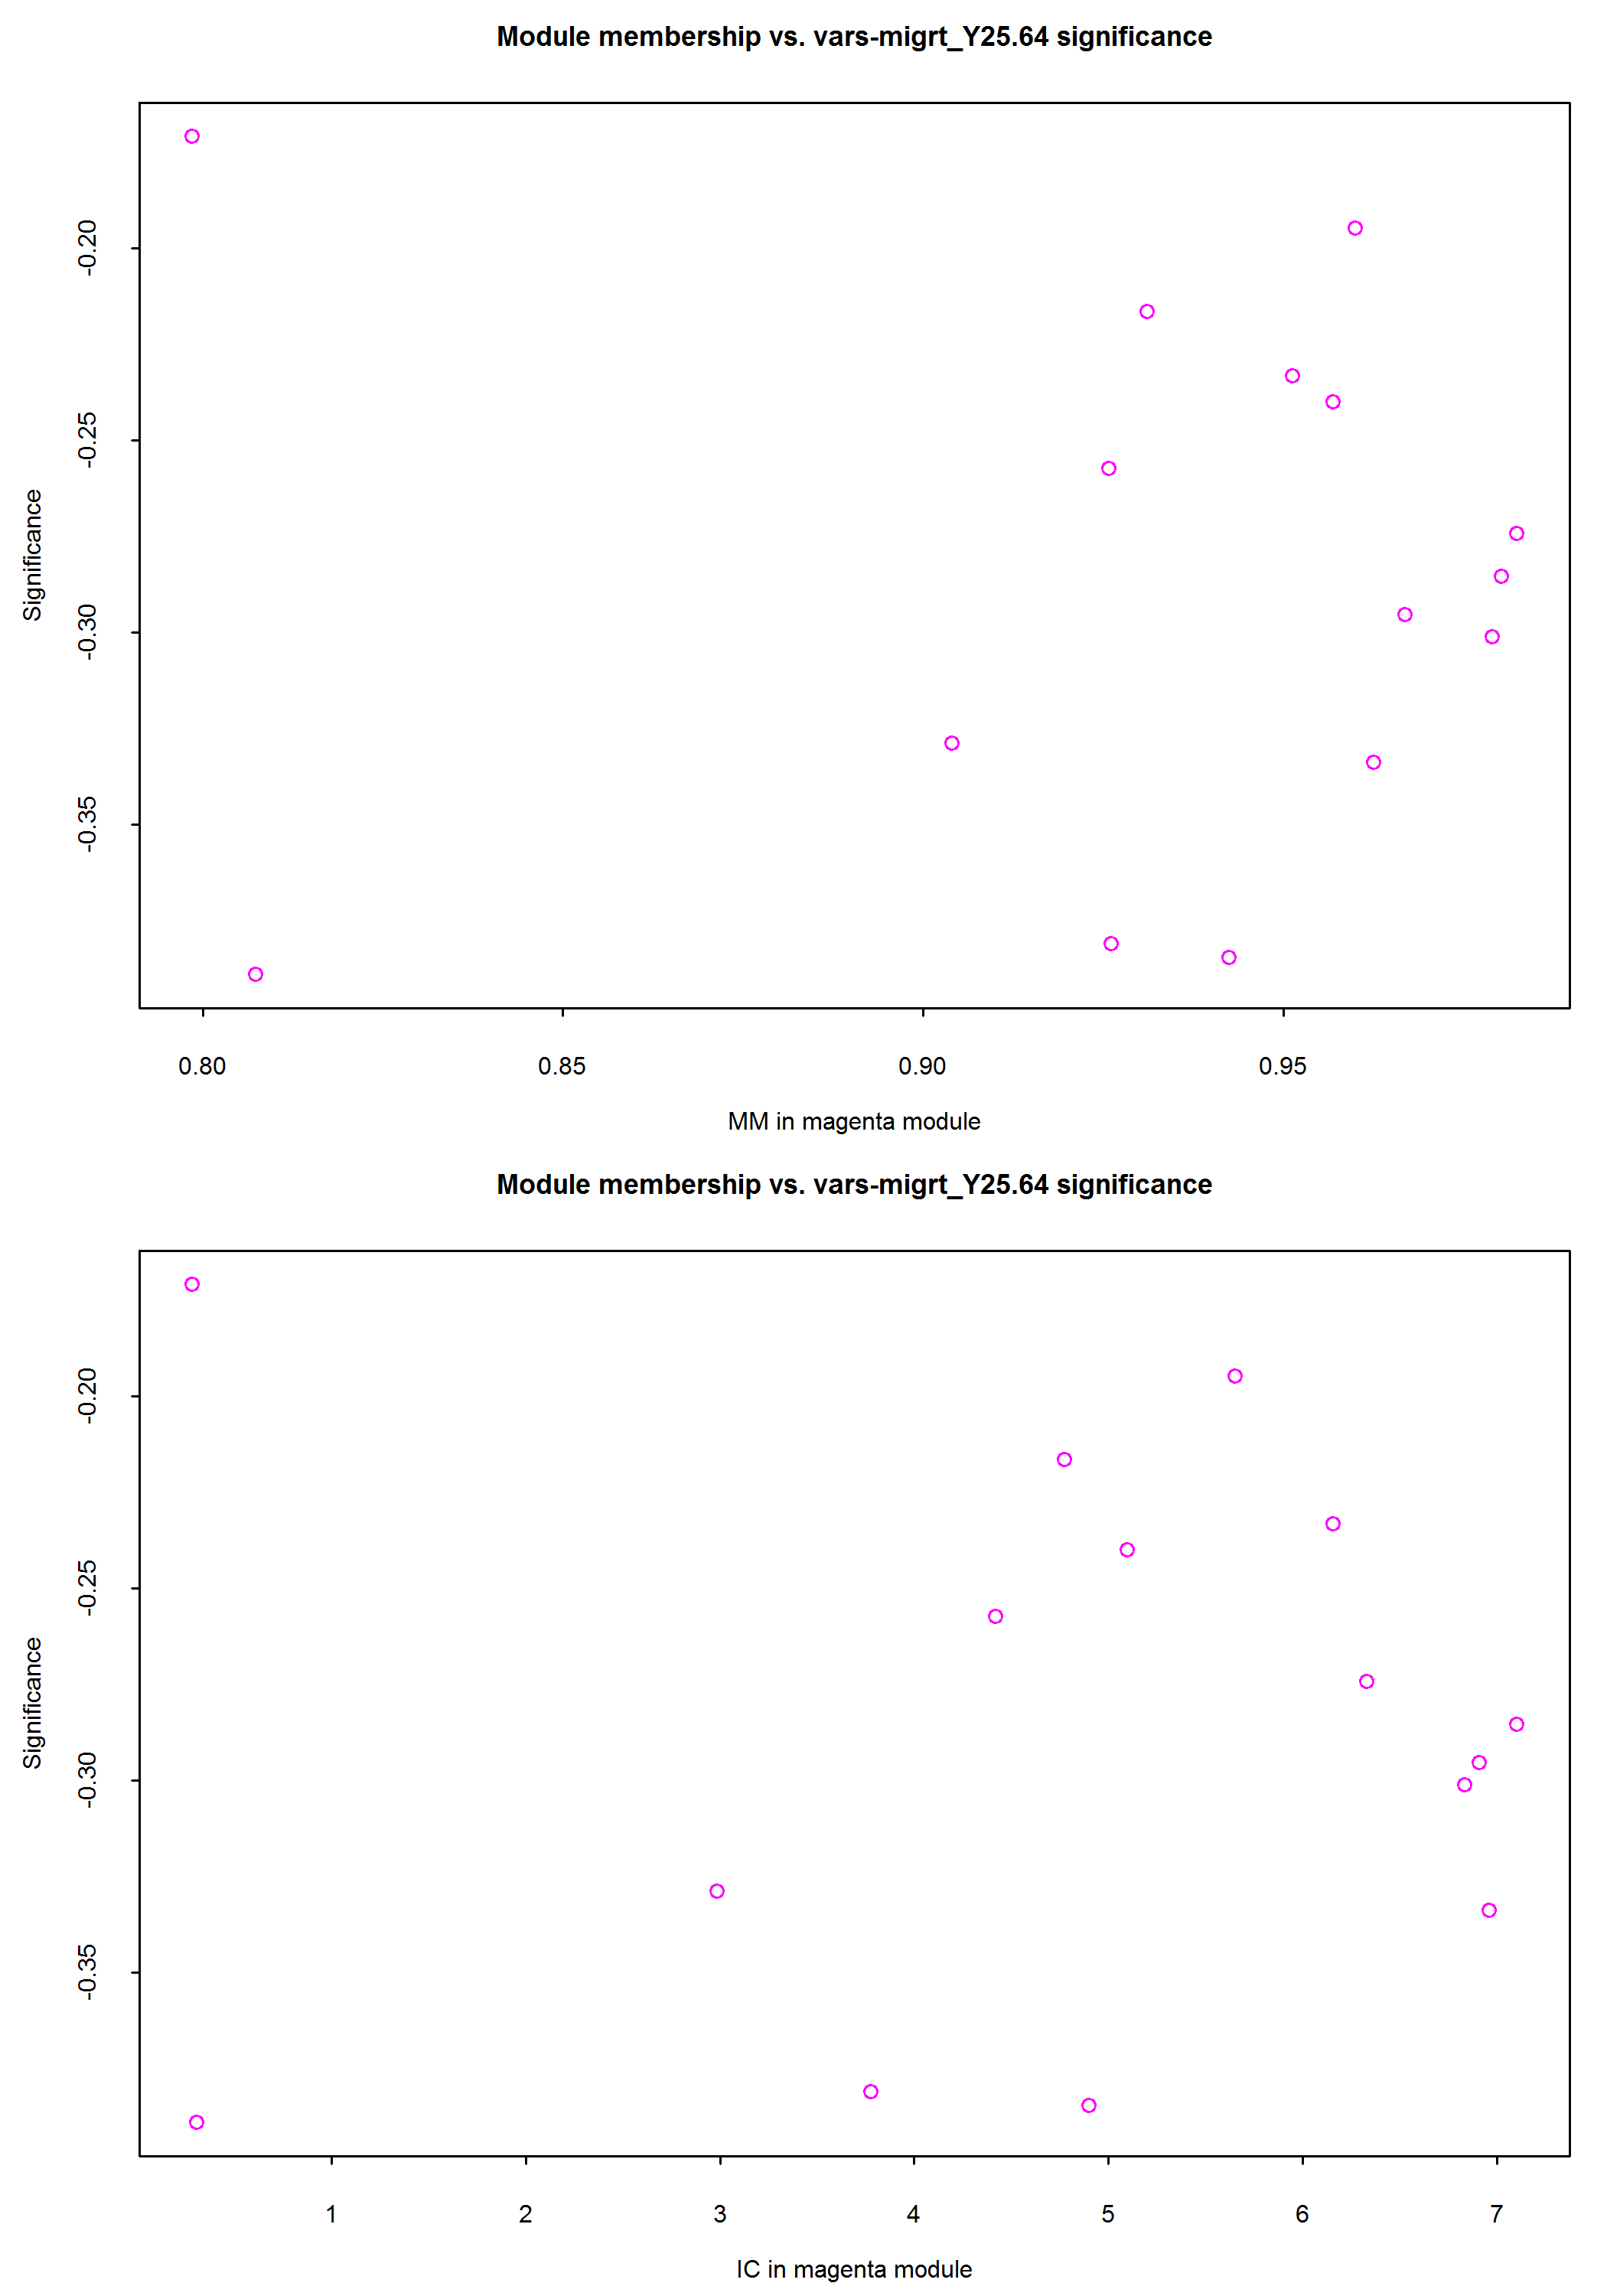 Module membership vs. vars-migrt_Y25.64 significance
Significance
-0.20
-0.25
-0.30
-0.35
0.80 0.85 0.90 0.95
MM in magenta module
Module membership vs. vars-migrt_Y25.64 significance
Significance
-0.20
-0.25
-0.30
-0.35
1 2 3 4 5 6 7
IC in magenta module